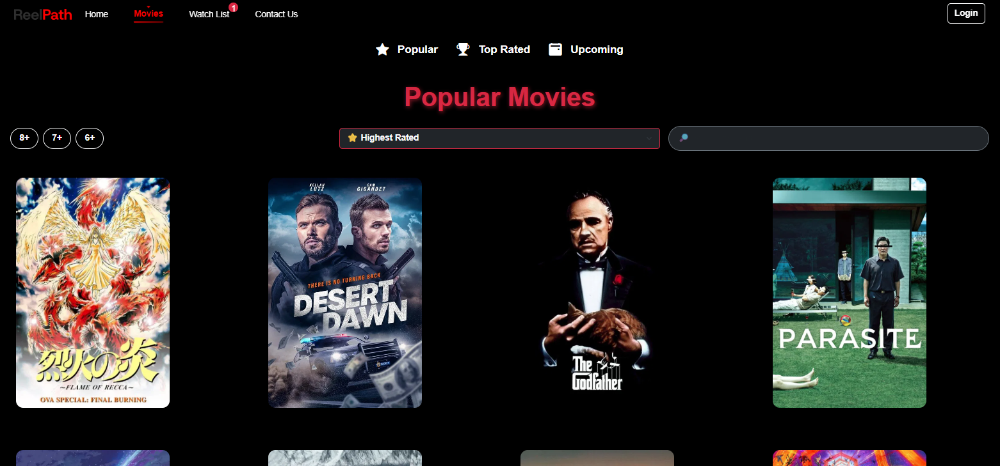 ReelPath Home Movies Watch List 1 Contact Us Login
Popular Top Rated Upcoming
Popular Movies
8+ 7+ 6+ Highest Rated
KELLAN LUTZ
CAM GIGANDET
THERE IS NO TURNING BACK
DESERT
DAWN
烈火の炎
~FLAME OF RECCA~
OVA SPECIAL: FINAL BURNING
The
Godfather
PARASITE